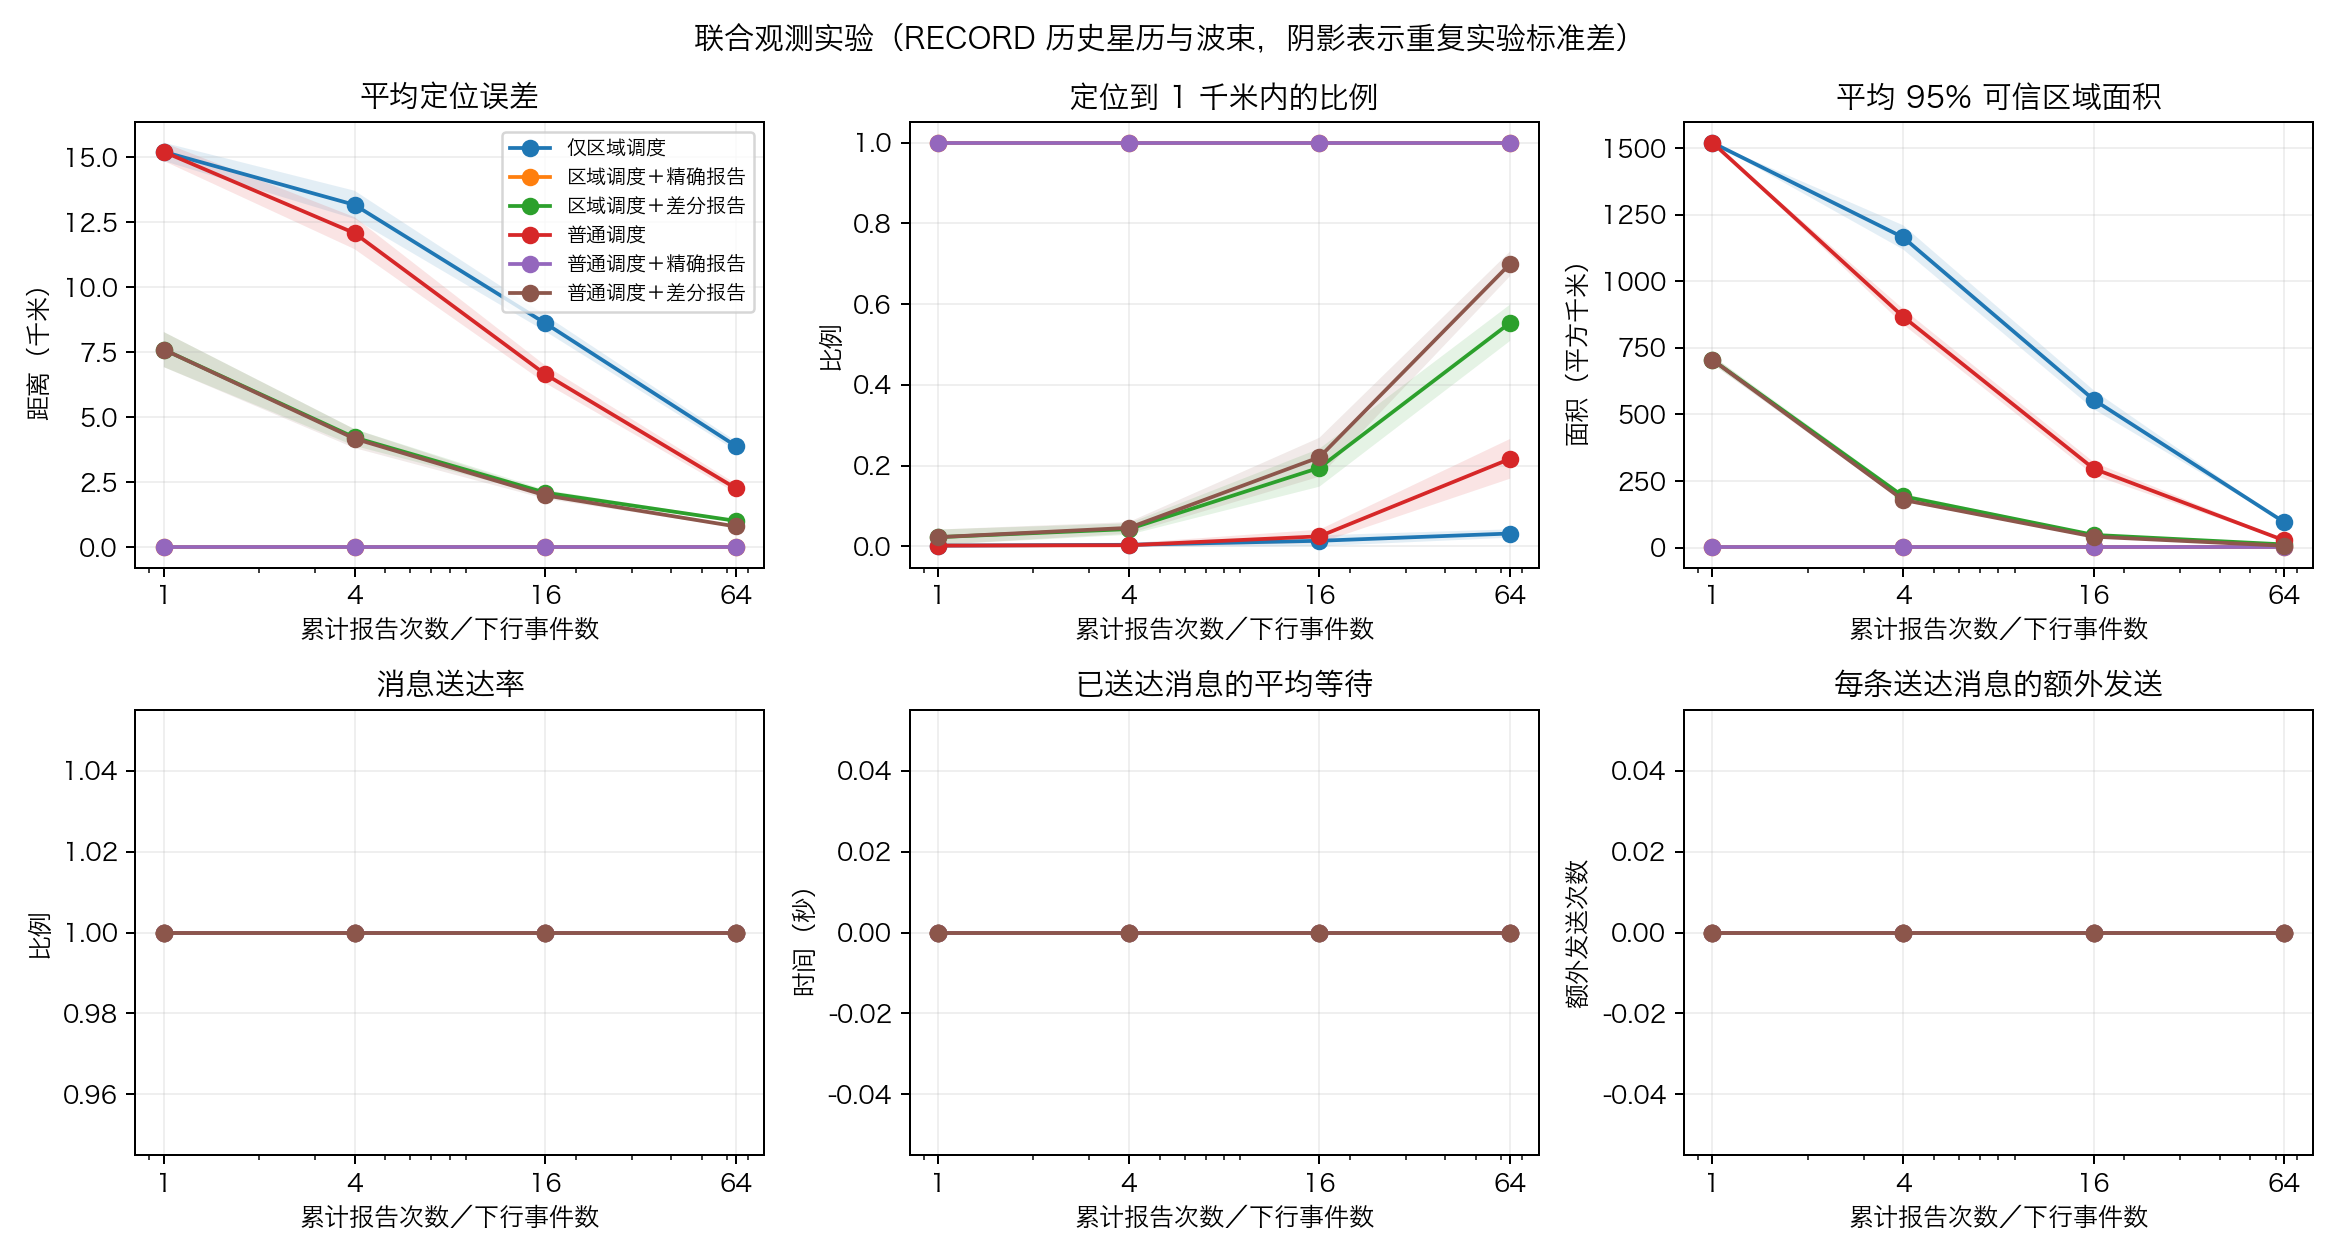 联合观测实验（RECORD 历史星历与波束，阴影表示重复实验标准差）
平均定位误差
距离（千米）
15.0
12.5
10.0
7.5
5.0
2.5
0.0
仅区域调度
区域调度＋精确报告
区域调度＋差分报告
普通调度
普通调度＋精确报告
普通调度＋差分报告
1 4 16 64
累计报告次数／下行事件数
定位到 1 千米内的比例
比例
1.0
0.8
0.6
0.4
0.2
0.0
1 4 16 64
累计报告次数／下行事件数
平均 95% 可信区域面积
面积（平方千米）
1500
1250
1000
750
500
250
0
1 4 16 64
累计报告次数／下行事件数
消息送达率
比例
1.04
1.02
1.00
0.98
0.96
1 4 16 64
累计报告次数／下行事件数
已送达消息的平均等待
时间（秒）
0.04
0.02
0.00
-0.02
-0.04
1 4 16 64
累计报告次数／下行事件数
每条送达消息的额外发送
额外发送次数
0.04
0.02
0.00
-0.02
-0.04
1 4 16 64
累计报告次数／下行事件数